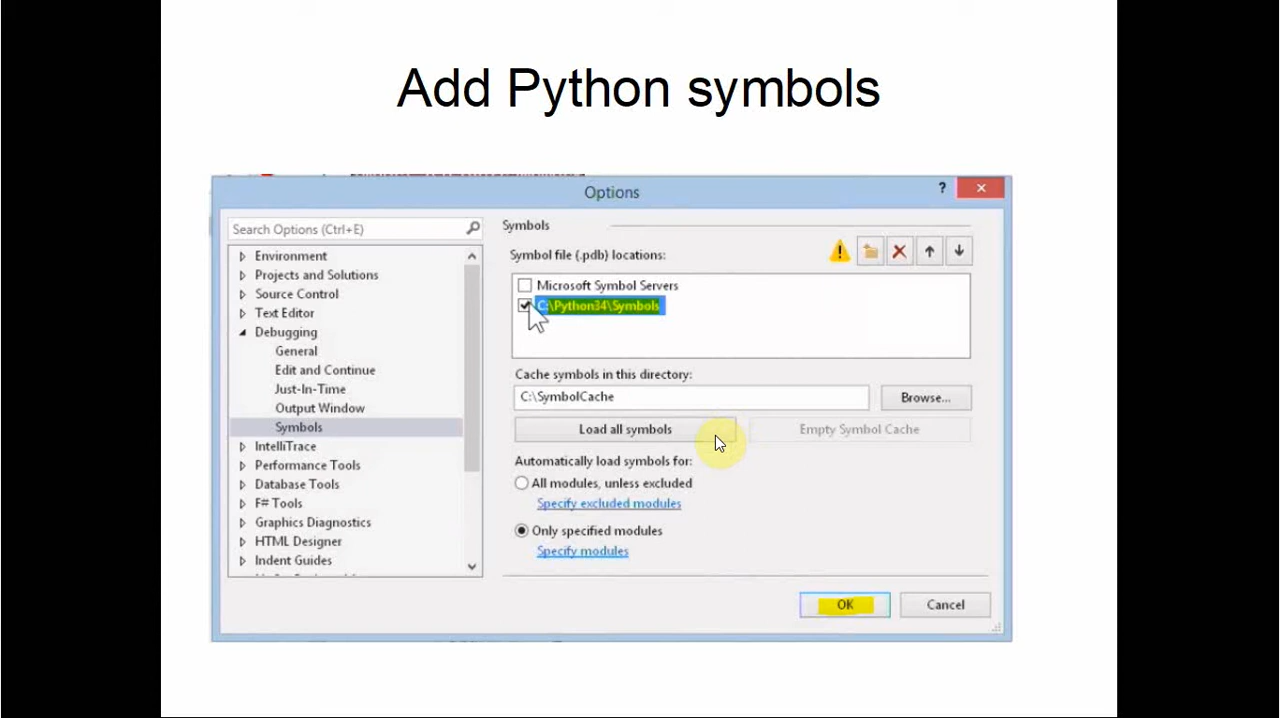 Add Python symbols
Options
?
Search Options (Ctrl+E)
Environment
Projects and Solutions
Source Control
Text Editor
Debugging
General
Edit and Continue
Just-In-Time
Output Window
Symbols
IntelliTrace
Performance Tools
Database Tools
F# Tools
Graphics Diagnostics
HTML Designer
Indent Guides
Symbols
Symbol file (.pdb) locations:
Microsoft Symbol Servers
C:\Python34\Symbols
Cache symbols in this directory:
C:\SymbolCache
Browse...
Load all symbols
Empty Symbol Cache
Automatically load symbols for:
All modules, unless excluded
Specify excluded modules
Only specified modules
Specify modules
OK
Cancel